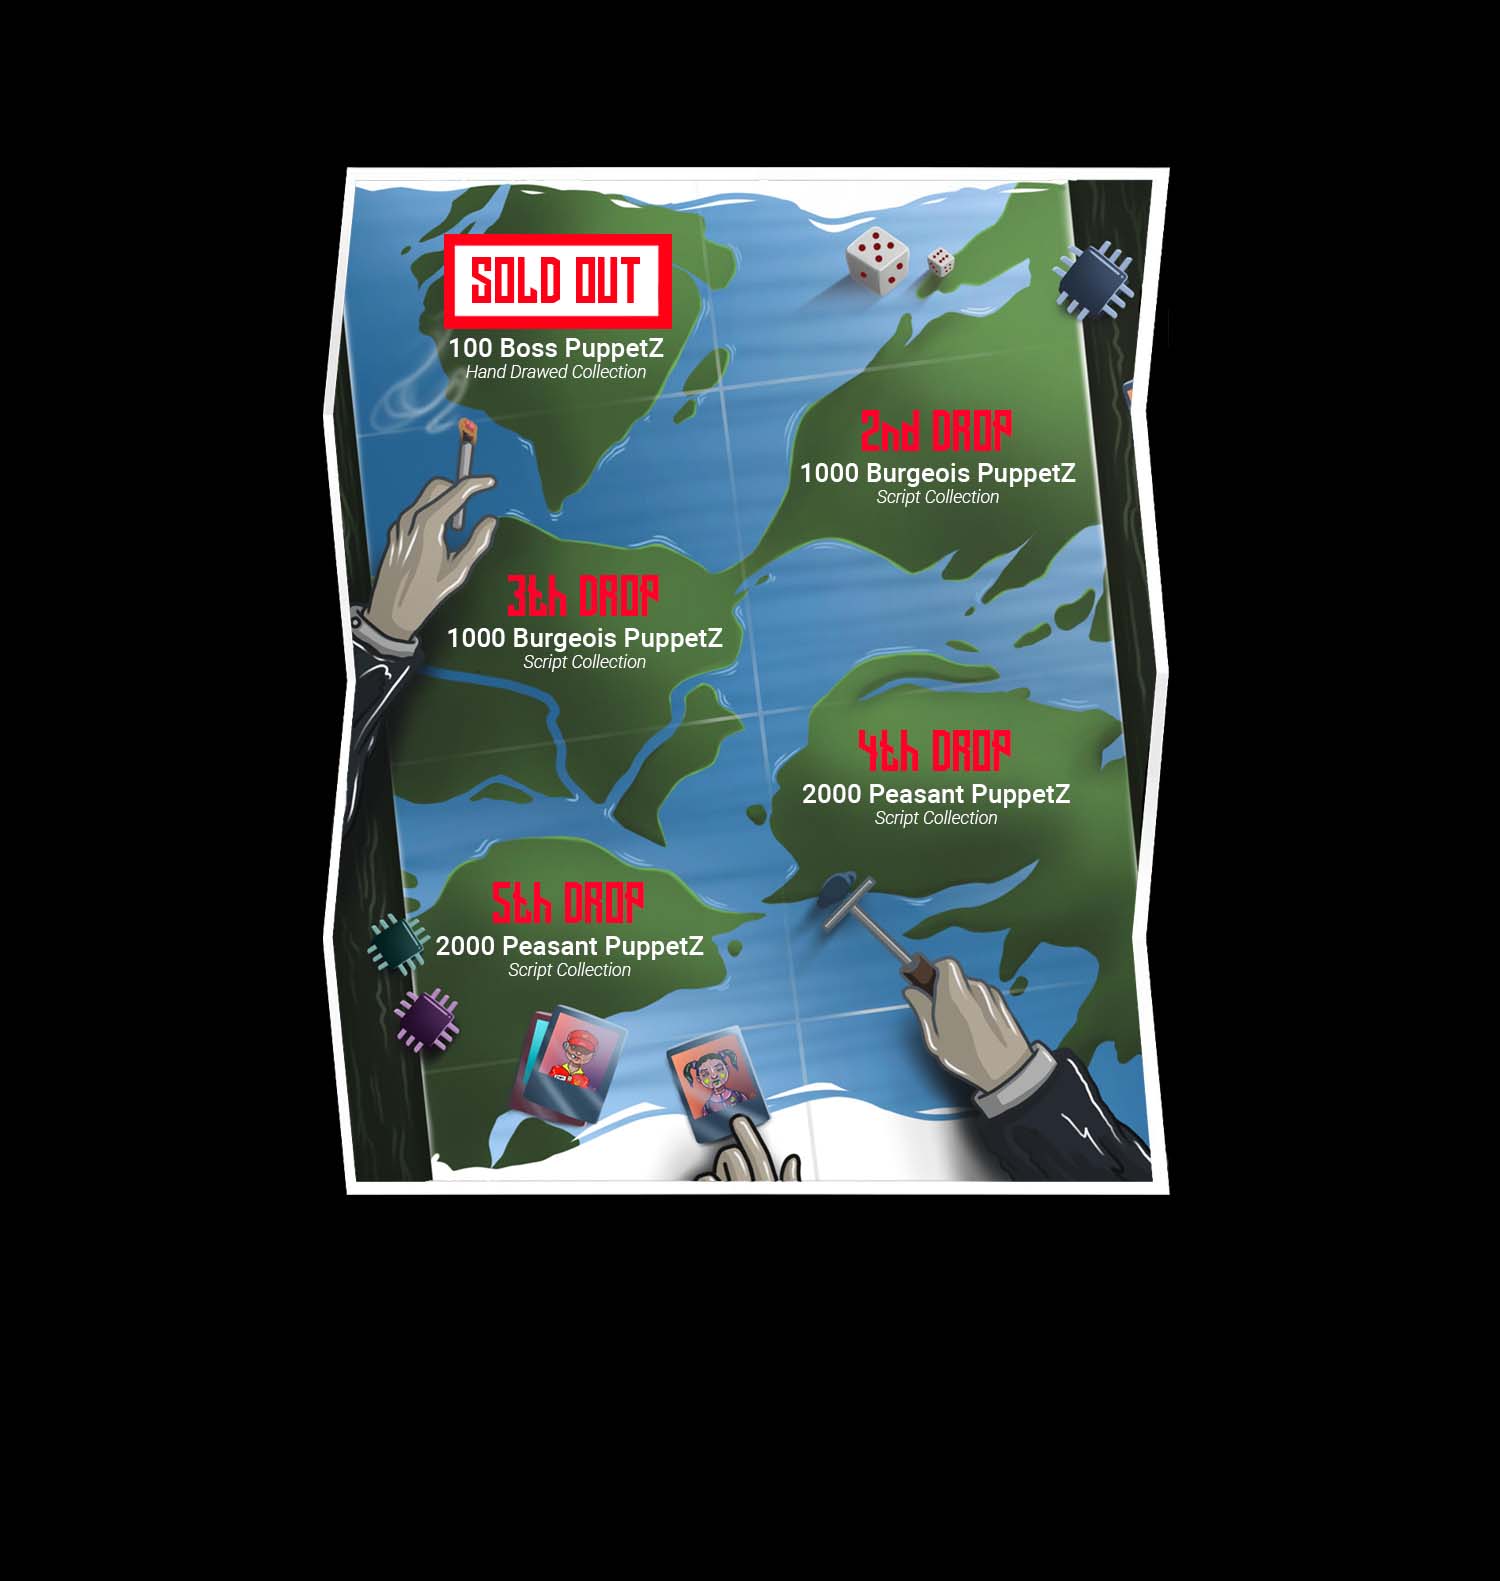 SOLD OUT
100 Boss PuppetZ
Hand Drawed Collection
2nd DROP
1000 Burgeois PuppetZ
Script Collection
3th DROP
1000 Burgeois PuppetZ
Script Collection
4th DROP
2000 Peasant PuppetZ
Script Collection
5th DROP
2000 Peasant PuppetZ
Script Collection